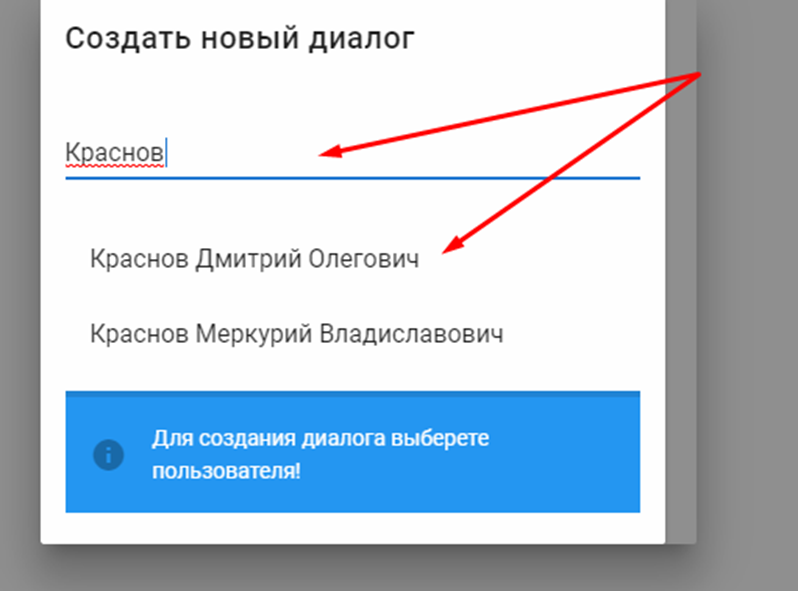 Создать новый диалог
Краснов
Краснов Дмитрий Олегович
Краснов Меркурий Владиславович
Для создания диалога выберете
пользователя!